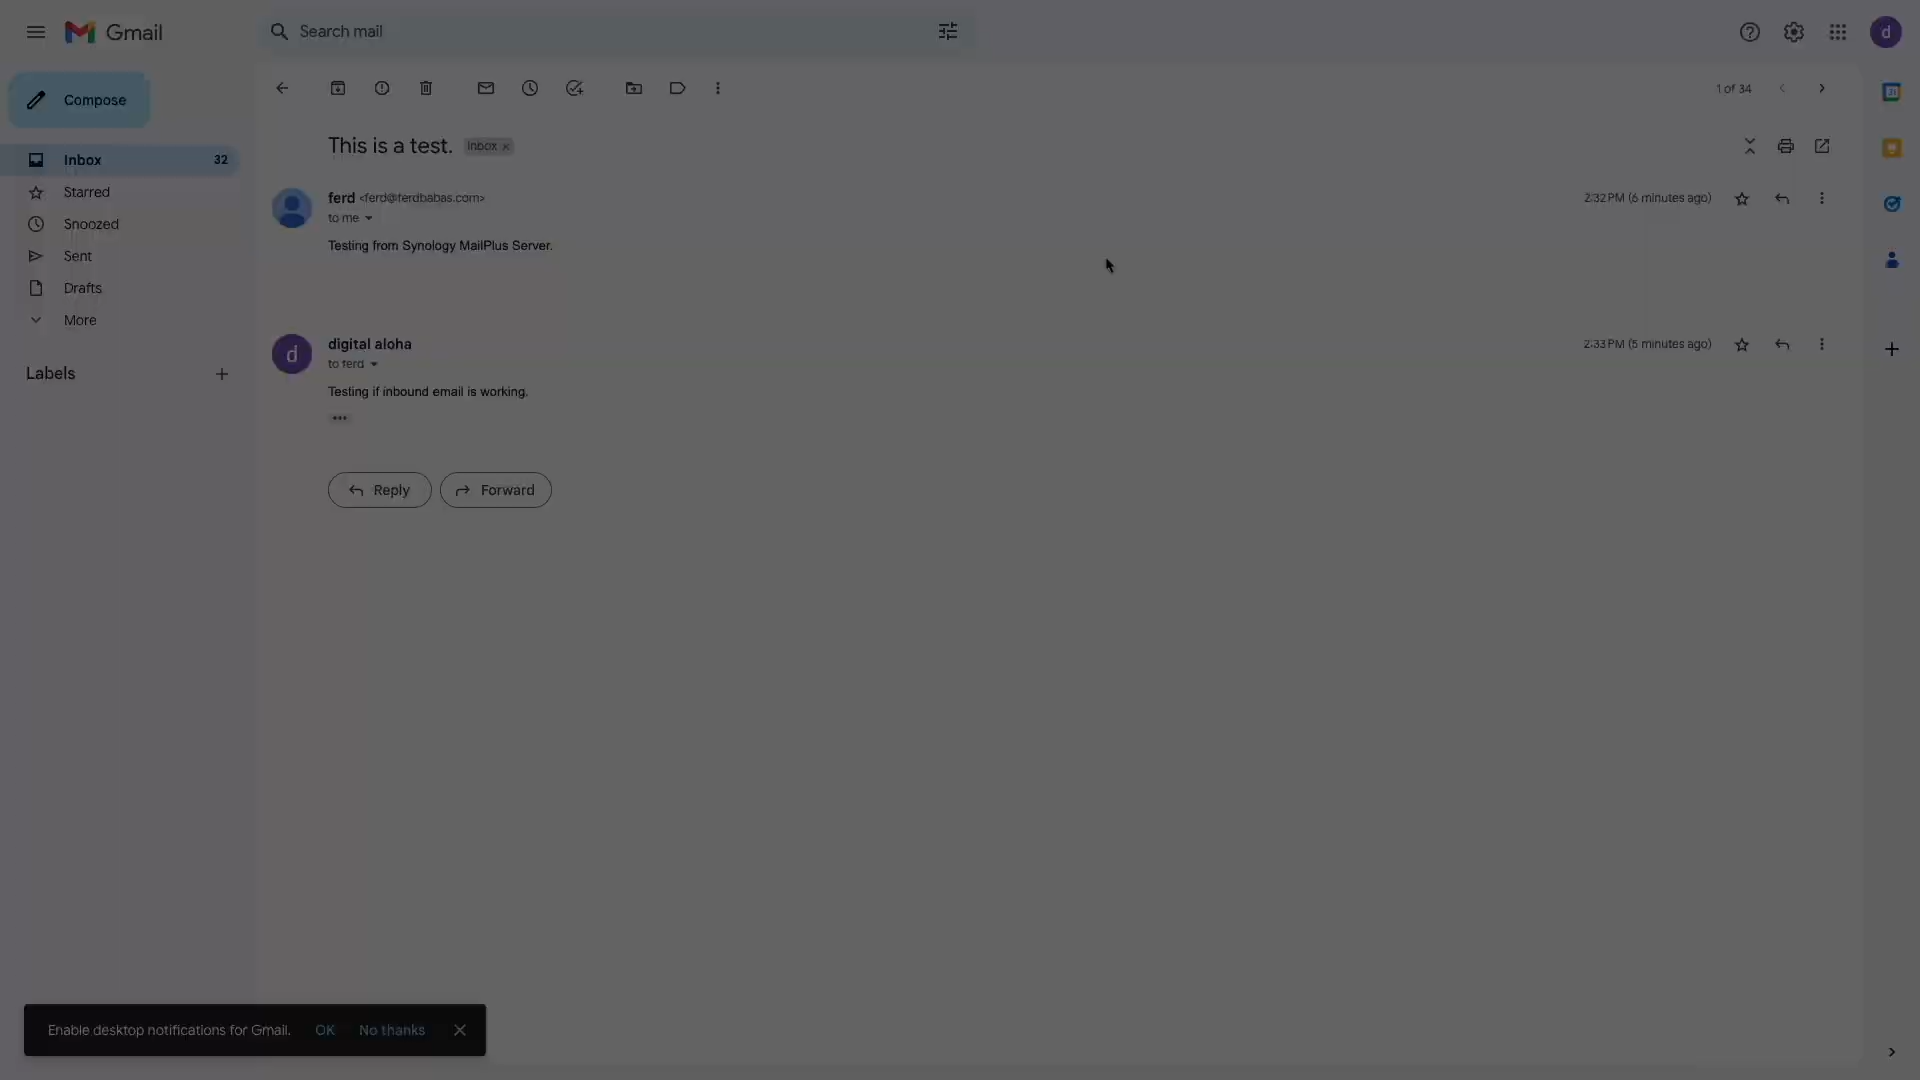 Gmail
Search mail
d
Compose
1 of 34
31
Inbox 32
This is a test. Inbox x
Starred
ferd <ferd@ferdbabas.com> 2:32 PM (6 minutes ago)
to me
Snoozed
Testing from Synology MailPlus Server.
Sent
Drafts
More
d
digital aloha 2:33 PM (5 minutes ago)
to ferd
Labels
Testing if inbound email is working.
Reply Forward
Enable desktop notifications for Gmail. OK No thanks